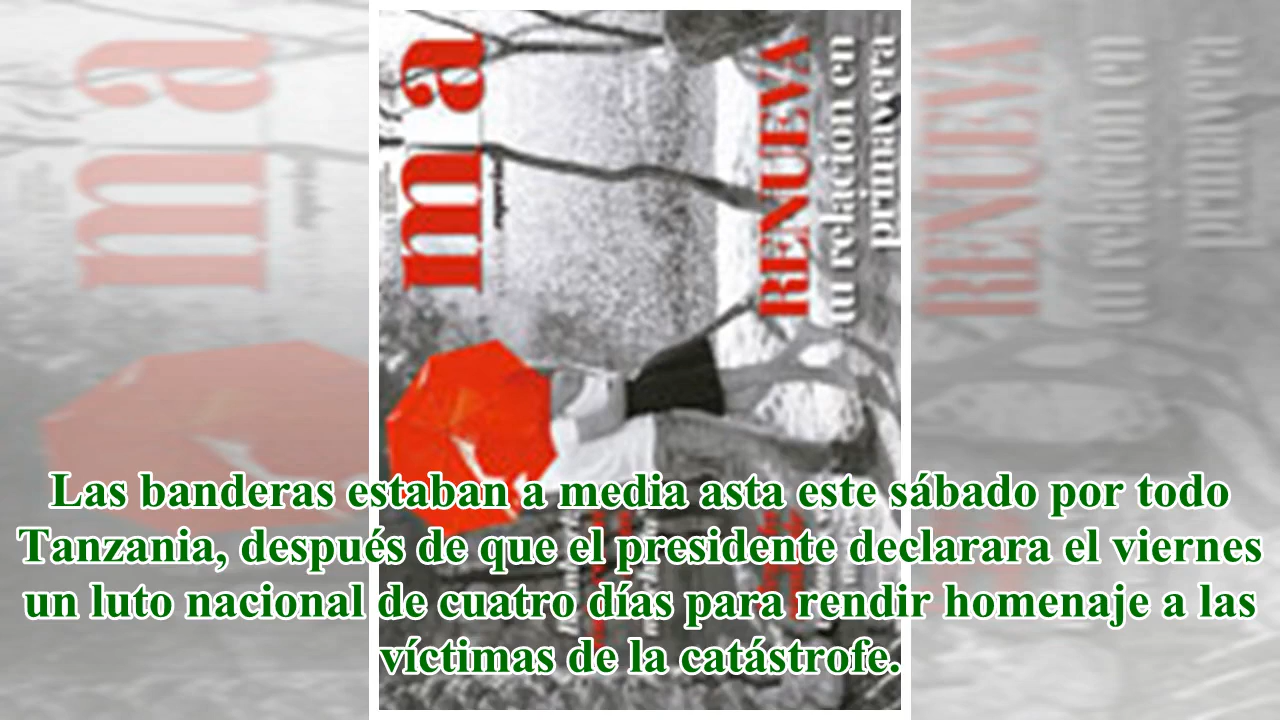 ma
RENUEVA
tu relación en
primavera
Las banderas estaban a media asta este sábado por todo
Tanzania, después de que el presidente declarara el viernes
un luto nacional de cuatro días para rendir homenaje a las
víctimas de la catástrofe.